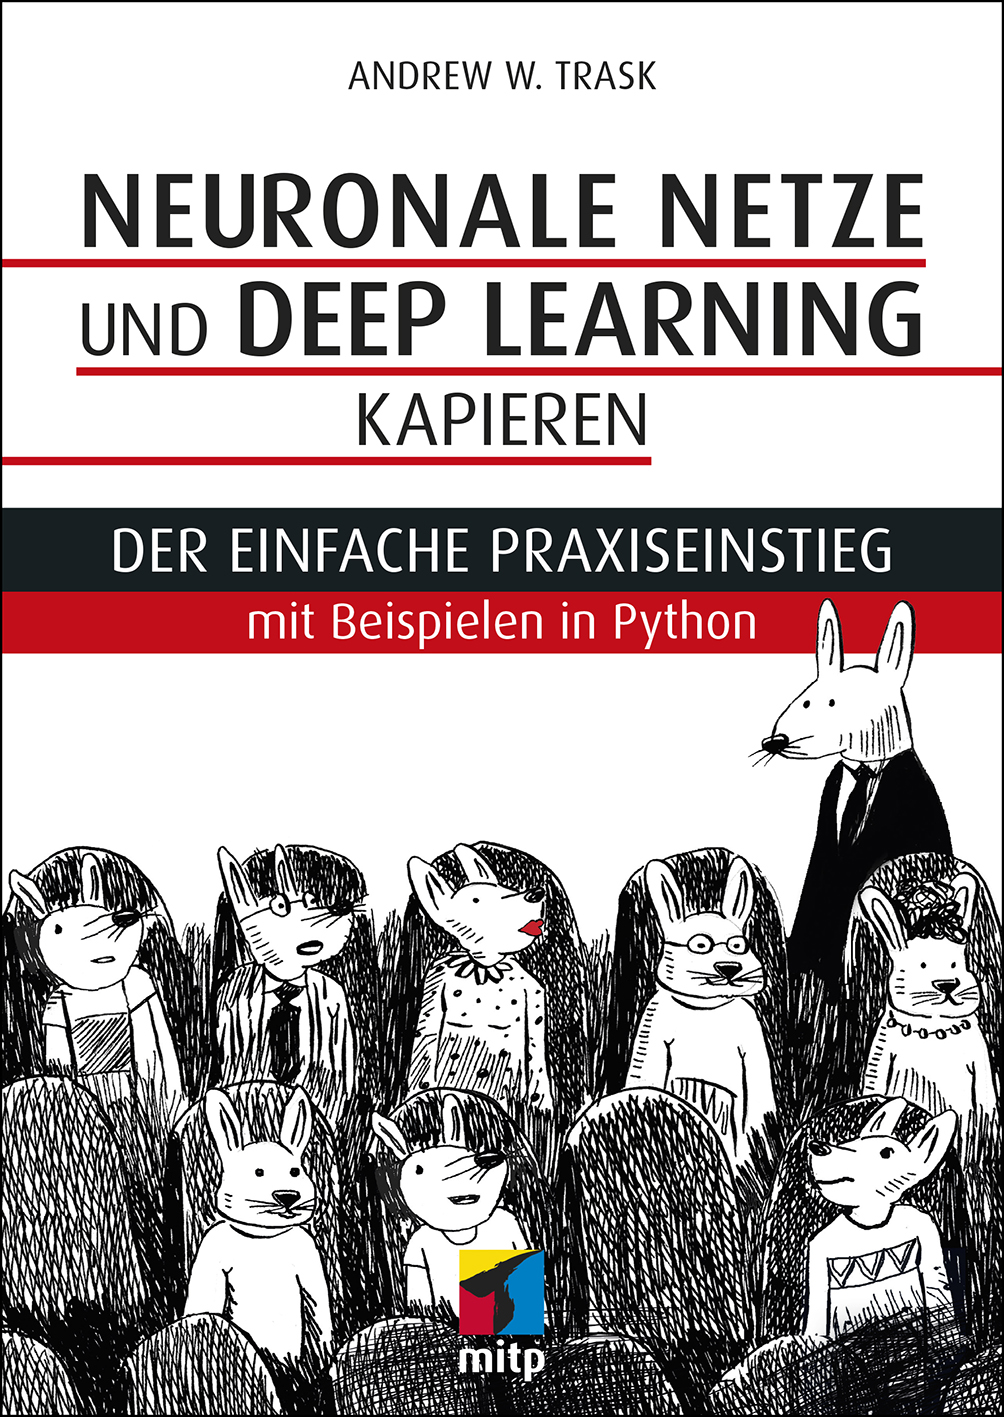 ANDREW W. TRASK
NEURONALE NETZE
UND DEEP LEARNING
KAPIEREN
DER EINFACHE PRAXISEINSTIEG
mit Beispielen in Python
mitp